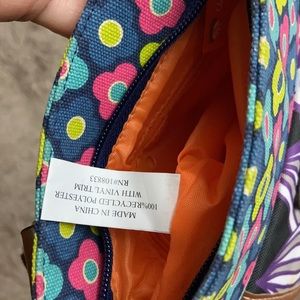 MADE IN CHINA
100%RECYCLED POLYESTER
WITH VINYL TRIM
RN#108833